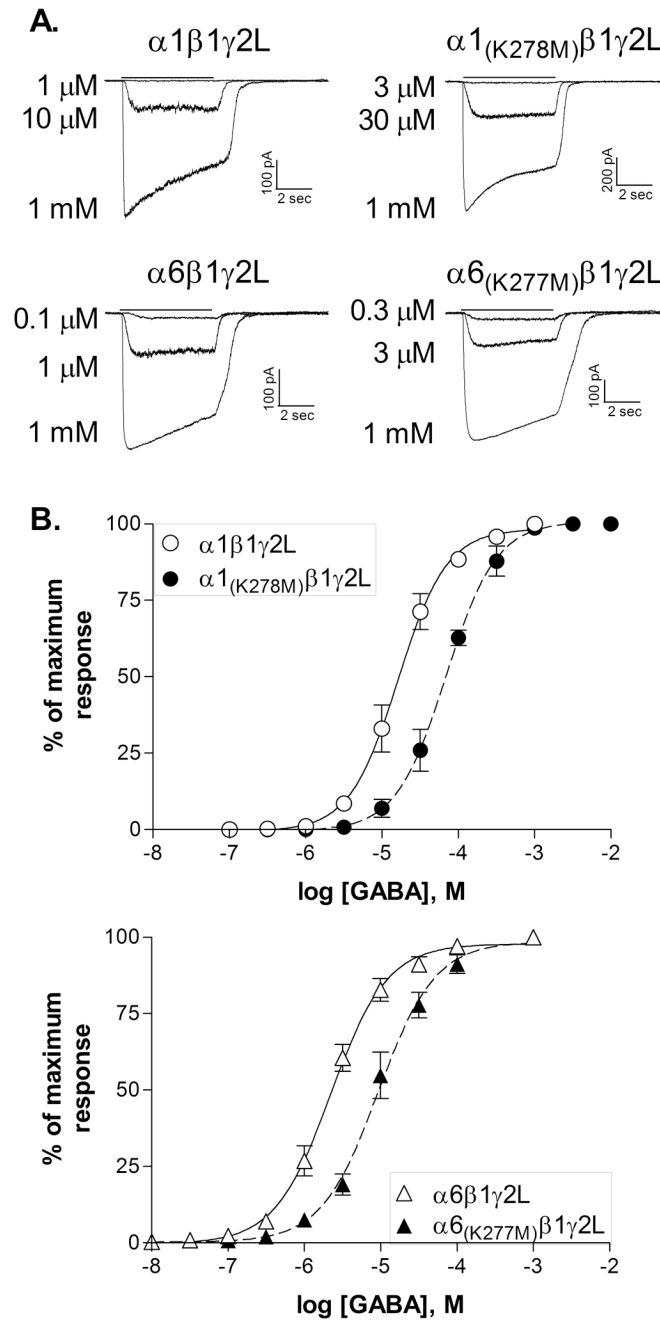 A.
α1β1γ2L
1 μM
10 μM
1 mM
100 pA
2 sec
α1(K278M)β1γ2L
3 μM
30 μM
1 mM
200 pA
2 sec
α6β1γ2L
0.1 μM
1 μM
1 mM
100 pA
2 sec
α6(K277M)β1γ2L
0.3 μM
3 μM
1 mM
100 pA
2 sec
B.
% of maximum
response
100
75
50
25
0
α1β1γ2L
α1(K278M)β1γ2L
-8 -7 -6 -5 -4 -3 -2
log [GABA], M
% of maximum
response
100
75
50
25
0
α6β1γ2L
α6(K277M)β1γ2L
-8 -7 -6 -5 -4 -3 -2
log [GABA], M